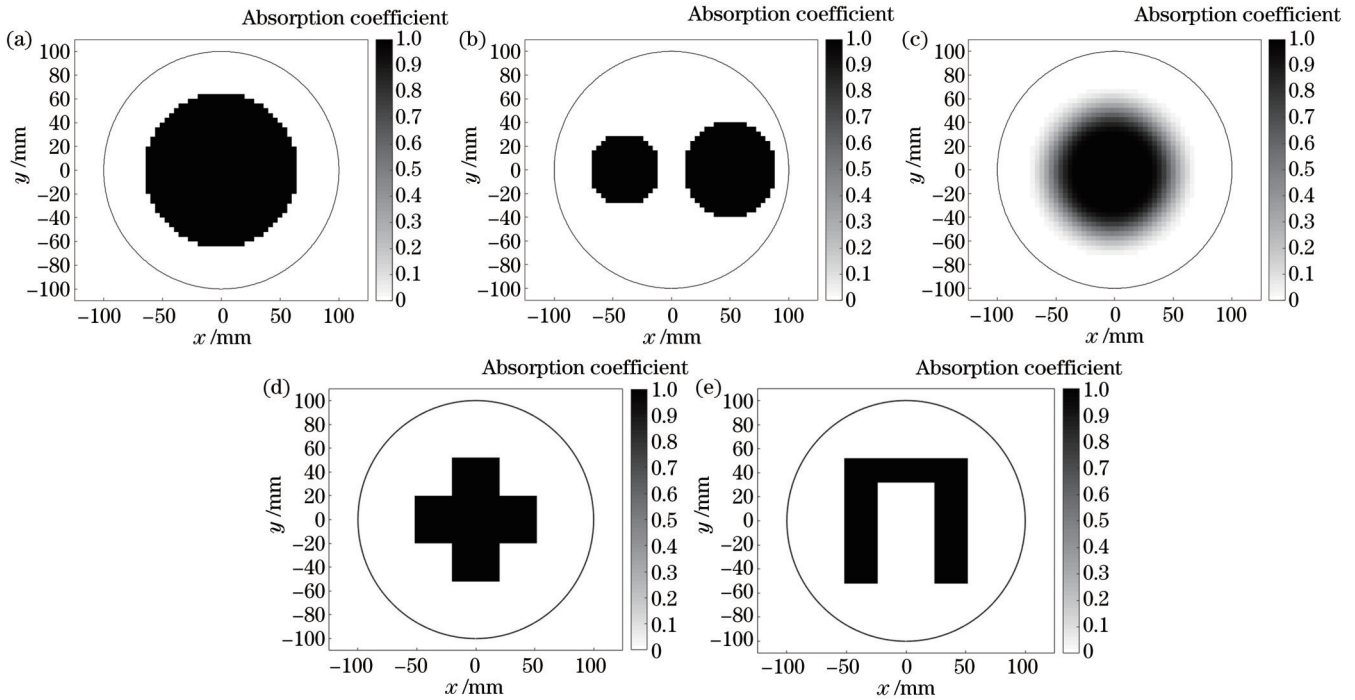 Absorption coefficient Absorption coefficient Absorption coefficient
(a) 100 80 60 40 20 0 −20 −40 −60 −80 −100
y /mm
−100 −50 0 50 100
x /mm
1.0 0.9 0.8 0.7 0.6 0.5 0.4 0.3 0.2 0.1 0
(b) 100 80 60 40 20 0 −20 −40 −60 −80 −100
y /mm
−100 −50 0 50 100
x /mm
1.0 0.9 0.8 0.7 0.6 0.5 0.4 0.3 0.2 0.1 0
(c) 100 80 60 40 20 0 −20 −40 −60 −80 −100
y /mm
−100 −50 0 50 100
x /mm
1.0 0.9 0.8 0.7 0.6 0.5 0.4 0.3 0.2 0.1 0
Absorption coefficient Absorption coefficient
(d) 100 80 60 40 20 0 −20 −40 −60 −80 −100
y /mm
−100 −50 0 50 100
x /mm
1.0 0.9 0.8 0.7 0.6 0.5 0.4 0.3 0.2 0.1 0
(e) 100 80 60 40 20 0 −20 −40 −60 −80 −100
y /mm
−100 −50 0 50 100
x /mm
1.0 0.9 0.8 0.7 0.6 0.5 0.4 0.3 0.2 0.1 0